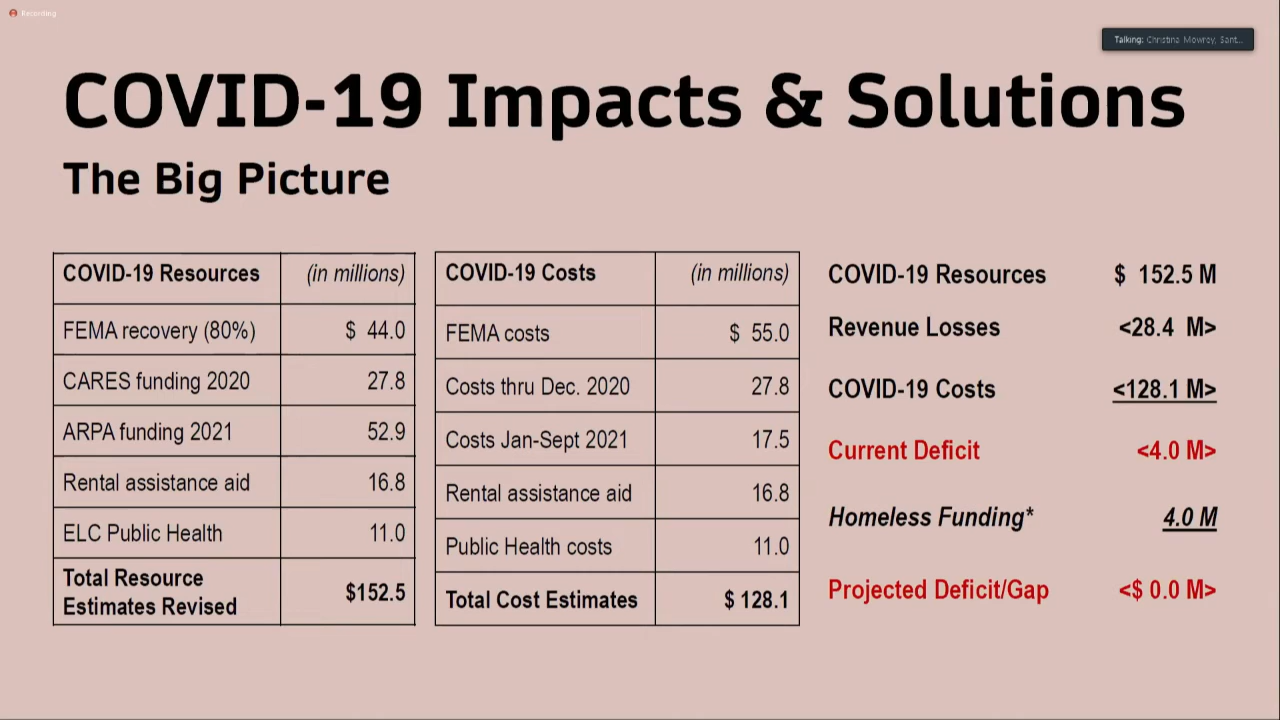 Recording
Talking: Christina Mowrey, Sant...
COVID-19 Impacts & Solutions
The Big Picture
COVID-19 Resources (in millions)
FEMA recovery (80%) $ 44.0
CARES funding 2020 27.8
ARPA funding 2021 52.9
Rental assistance aid 16.8
ELC Public Health 11.0
Total Resource
Estimates Revised $152.5
COVID-19 Costs (in millions)
FEMA costs $ 55.0
Costs thru Dec. 2020 27.8
Costs Jan-Sept 2021 17.5
Rental assistance aid 16.8
Public Health costs 11.0
Total Cost Estimates $ 128.1
COVID-19 Resources $ 152.5 M
Revenue Losses <28.4 M>
COVID-19 Costs <128.1 M>
Current Deficit <4.0 M>
Homeless Funding* 4.0 M
Projected Deficit/Gap <$ 0.0 M>